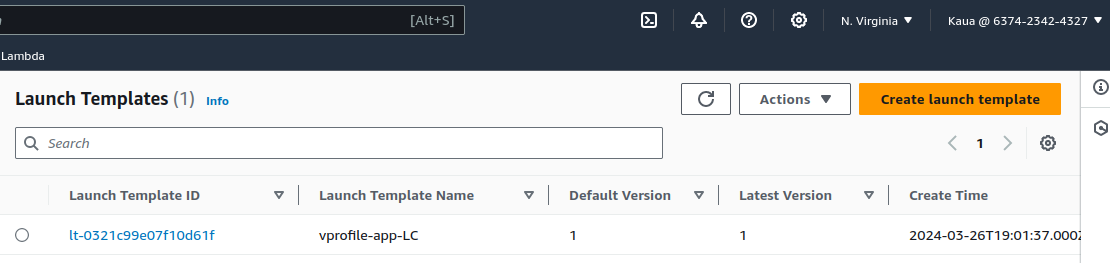 [Alt+S]
N. Virginia
Kaua @ 6374-2342-4327
Lambda
Launch Templates (1) Info
Actions
Create launch template
Search
1
Launch Template ID
Launch Template Name
Default Version
Latest Version
Create Time
lt-0321c99e07f10d61f
vprofile-app-LC
1
1
2024-03-26T19:01:37.000Z